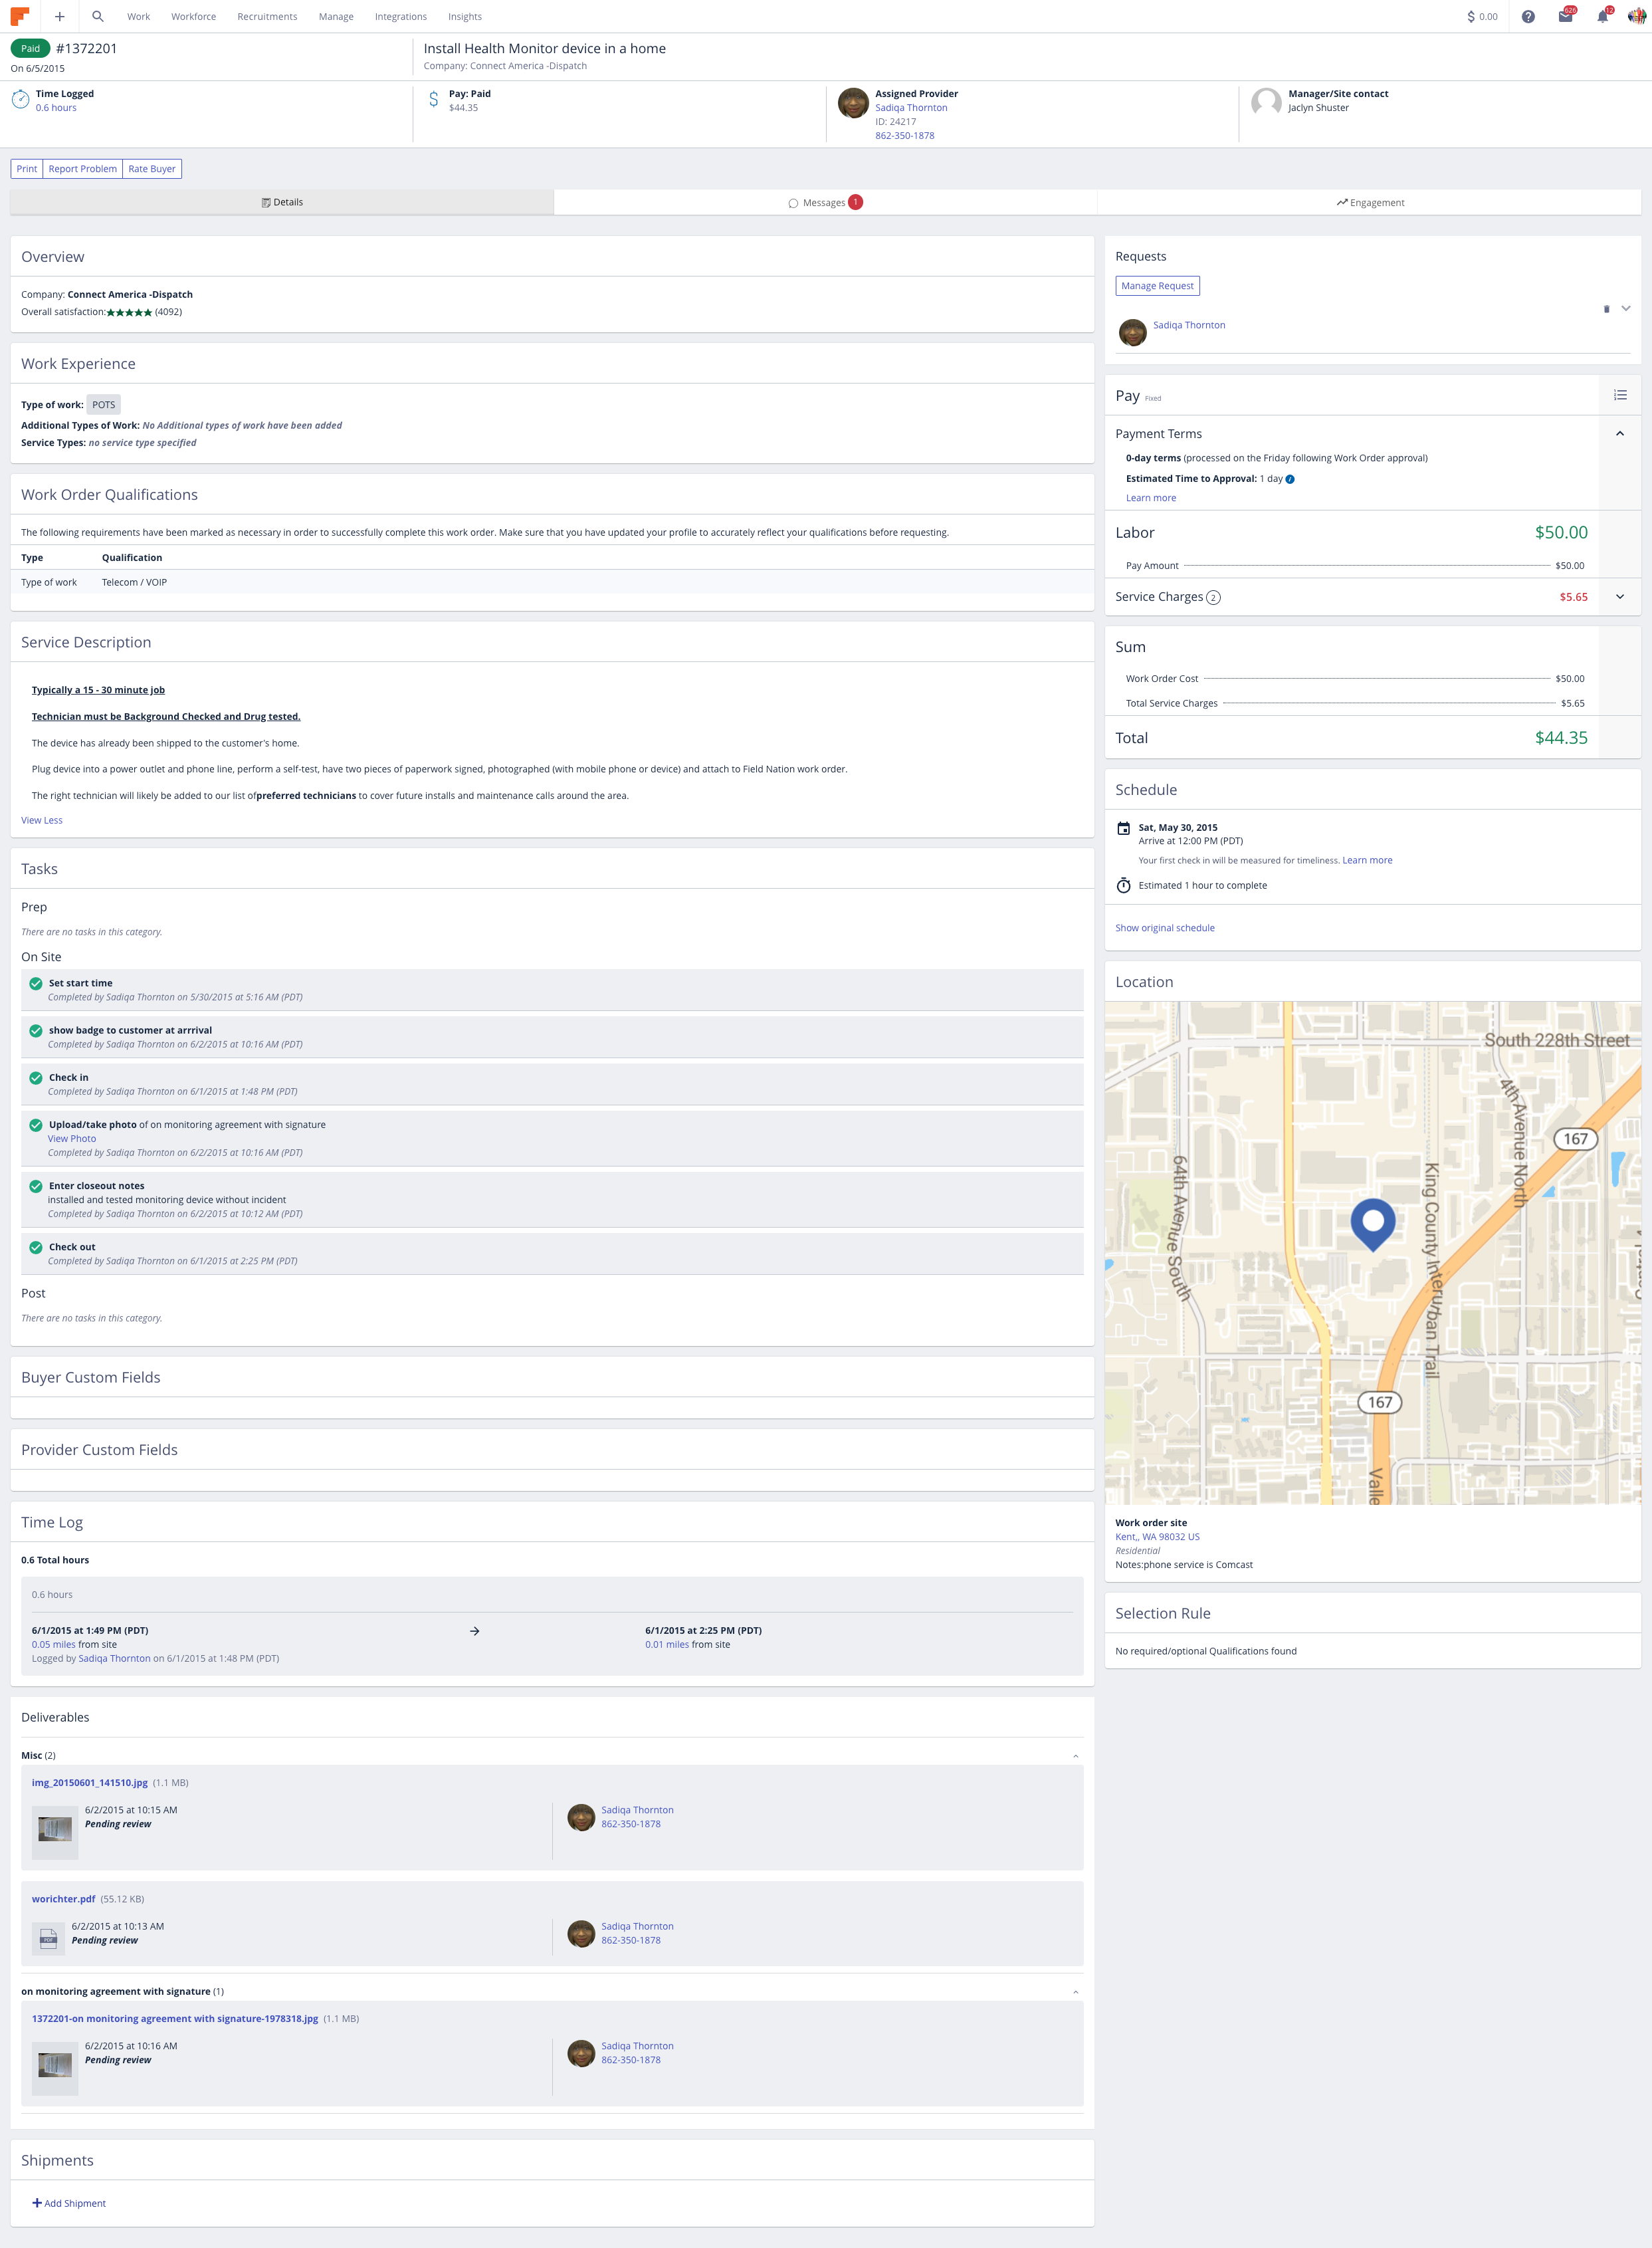 Work Workforce Recruitments Manage Integrations Insights
$ 0.00
626
12
Paid #1372201
On 6/5/2015
Install Health Monitor device in a home
Company: Connect America -Dispatch
Time Logged
0.6 hours
Pay: Paid
$44.35
Assigned Provider
Sadiqa Thornton
ID: 24217
862-350-1878
Manager/Site contact
Jaclyn Shuster
Print Report Problem Rate Buyer
Details Messages 1 Engagement
Overview
Company: Connect America -Dispatch
Overall satisfaction:★★★★★ (4092)
Work Experience
Type of work: POTS
Additional Types of Work: No Additional types of work have been added
Service Types: no service type specified
Work Order Qualifications
The following requirements have been marked as necessary in order to successfully complete this work order. Make sure that you have updated your profile to accurately reflect your qualifications before requesting.
Type Qualification
Type of work Telecom / VOIP
Service Description
Typically a 15 - 30 minute job
Technician must be Background Checked and Drug tested.
The device has already been shipped to the customer's home.
Plug device into a power outlet and phone line, perform a self-test, have two pieces of paperwork signed, photographed (with mobile phone or device) and attach to Field Nation work order.
The right technician will likely be added to our list ofpreferred technicians to cover future installs and maintenance calls around the area.
View Less
Tasks
Prep
There are no tasks in this category.
On Site
Set start time
Completed by Sadiqa Thornton on 5/30/2015 at 5:16 AM (PDT)
show badge to customer at arrrival
Completed by Sadiqa Thornton on 6/2/2015 at 10:16 AM (PDT)
Check in
Completed by Sadiqa Thornton on 6/1/2015 at 1:48 PM (PDT)
Upload/take photo of on monitoring agreement with signature
View Photo
Completed by Sadiqa Thornton on 6/2/2015 at 10:16 AM (PDT)
Enter closeout notes
installed and tested monitoring device without incident
Completed by Sadiqa Thornton on 6/2/2015 at 10:12 AM (PDT)
Check out
Completed by Sadiqa Thornton on 6/1/2015 at 2:25 PM (PDT)
Post
There are no tasks in this category.
Buyer Custom Fields
Provider Custom Fields
Time Log
0.6 Total hours
0.6 hours
6/1/2015 at 1:49 PM (PDT) → 6/1/2015 at 2:25 PM (PDT)
0.05 miles from site 0.01 miles from site
Logged by Sadiqa Thornton on 6/1/2015 at 1:48 PM (PDT)
Deliverables
Misc (2)
img_20150601_141510.jpg (1.1 MB)
6/2/2015 at 10:15 AM
Pending review
Sadiqa Thornton
862-350-1878
worichter.pdf (55.12 KB)
PDF
6/2/2015 at 10:13 AM
Pending review
Sadiqa Thornton
862-350-1878
on monitoring agreement with signature (1)
1372201-on monitoring agreement with signature-1978318.jpg (1.1 MB)
6/2/2015 at 10:16 AM
Pending review
Sadiqa Thornton
862-350-1878
Shipments
Add Shipment
Requests
Manage Request
Sadiqa Thornton
Pay Fixed
Payment Terms
0-day terms (processed on the Friday following Work Order approval)
Estimated Time to Approval: 1 day
Learn more
Labor $50.00
Pay Amount $50.00
Service Charges 2 $5.65
Sum
Work Order Cost $50.00
Total Service Charges $5.65
Total $44.35
Schedule
Sat, May 30, 2015
Arrive at 12:00 PM (PDT)
Your first check in will be measured for timeliness. Learn more
Estimated 1 hour to complete
Show original schedule
Location
South 228th Street
4th Avenue North
167
64th Avenue South
King County Interurban Trail
167
Valle
Work order site
Kent,, WA 98032 US
Residential
Notes:phone service is Comcast
Selection Rule
No required/optional Qualifications found